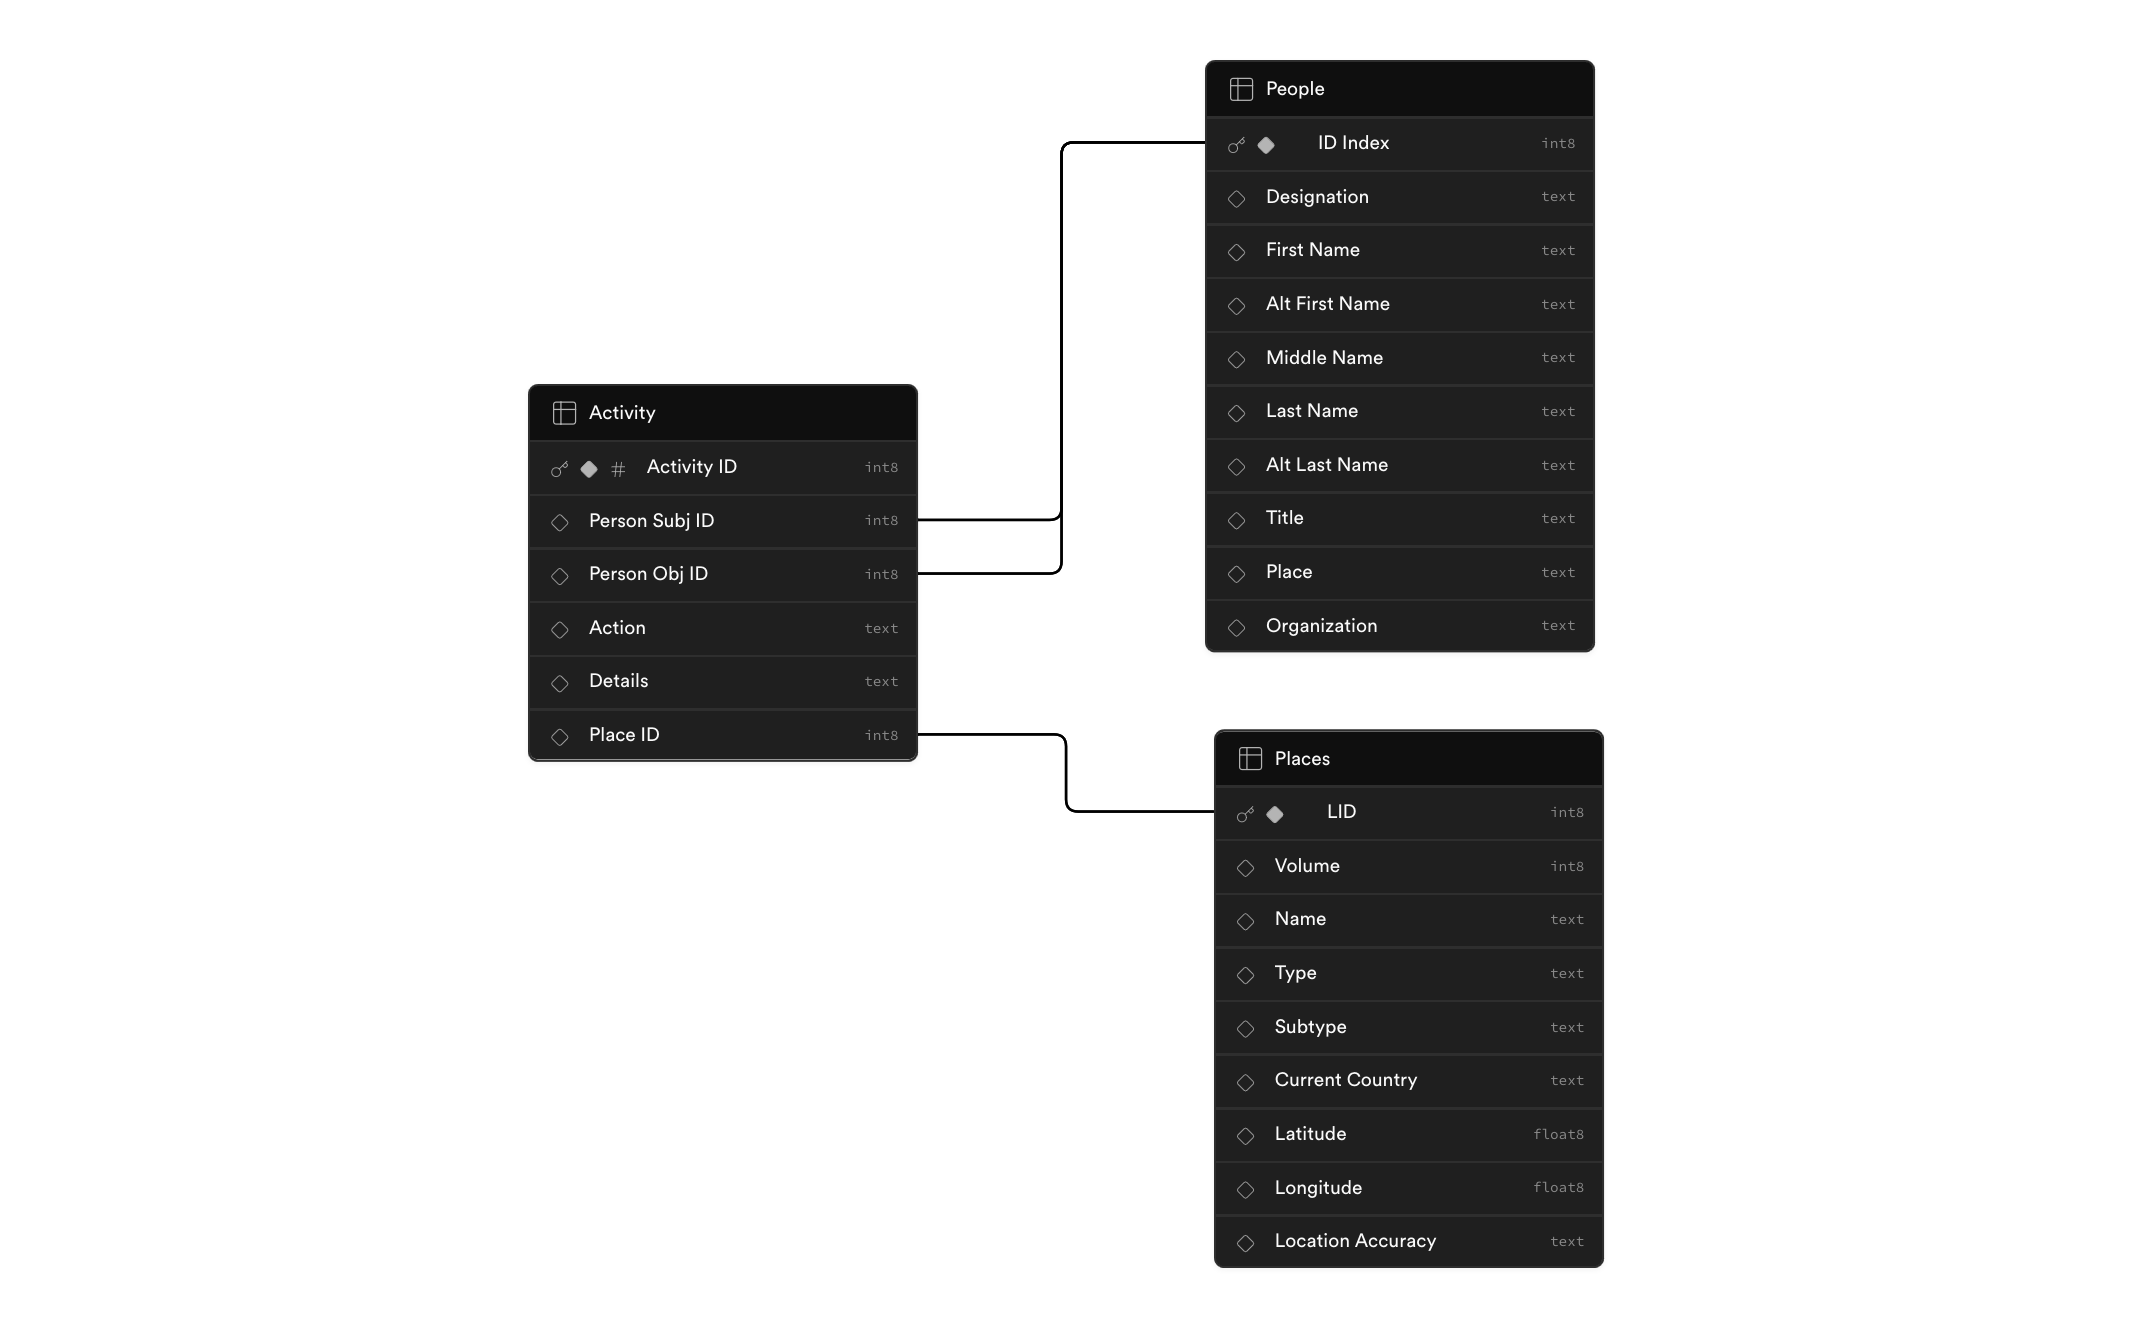 People
ID Index int8
Designation text
First Name text
Alt First Name text
Middle Name text
Last Name text
Alt Last Name text
Title text
Place text
Organization text
Activity
# Activity ID int8
Person Subj ID int8
Person Obj ID int8
Action text
Details text
Place ID int8
Places
LID int8
Volume int8
Name text
Type text
Subtype text
Current Country text
Latitude float8
Longitude float8
Location Accuracy text